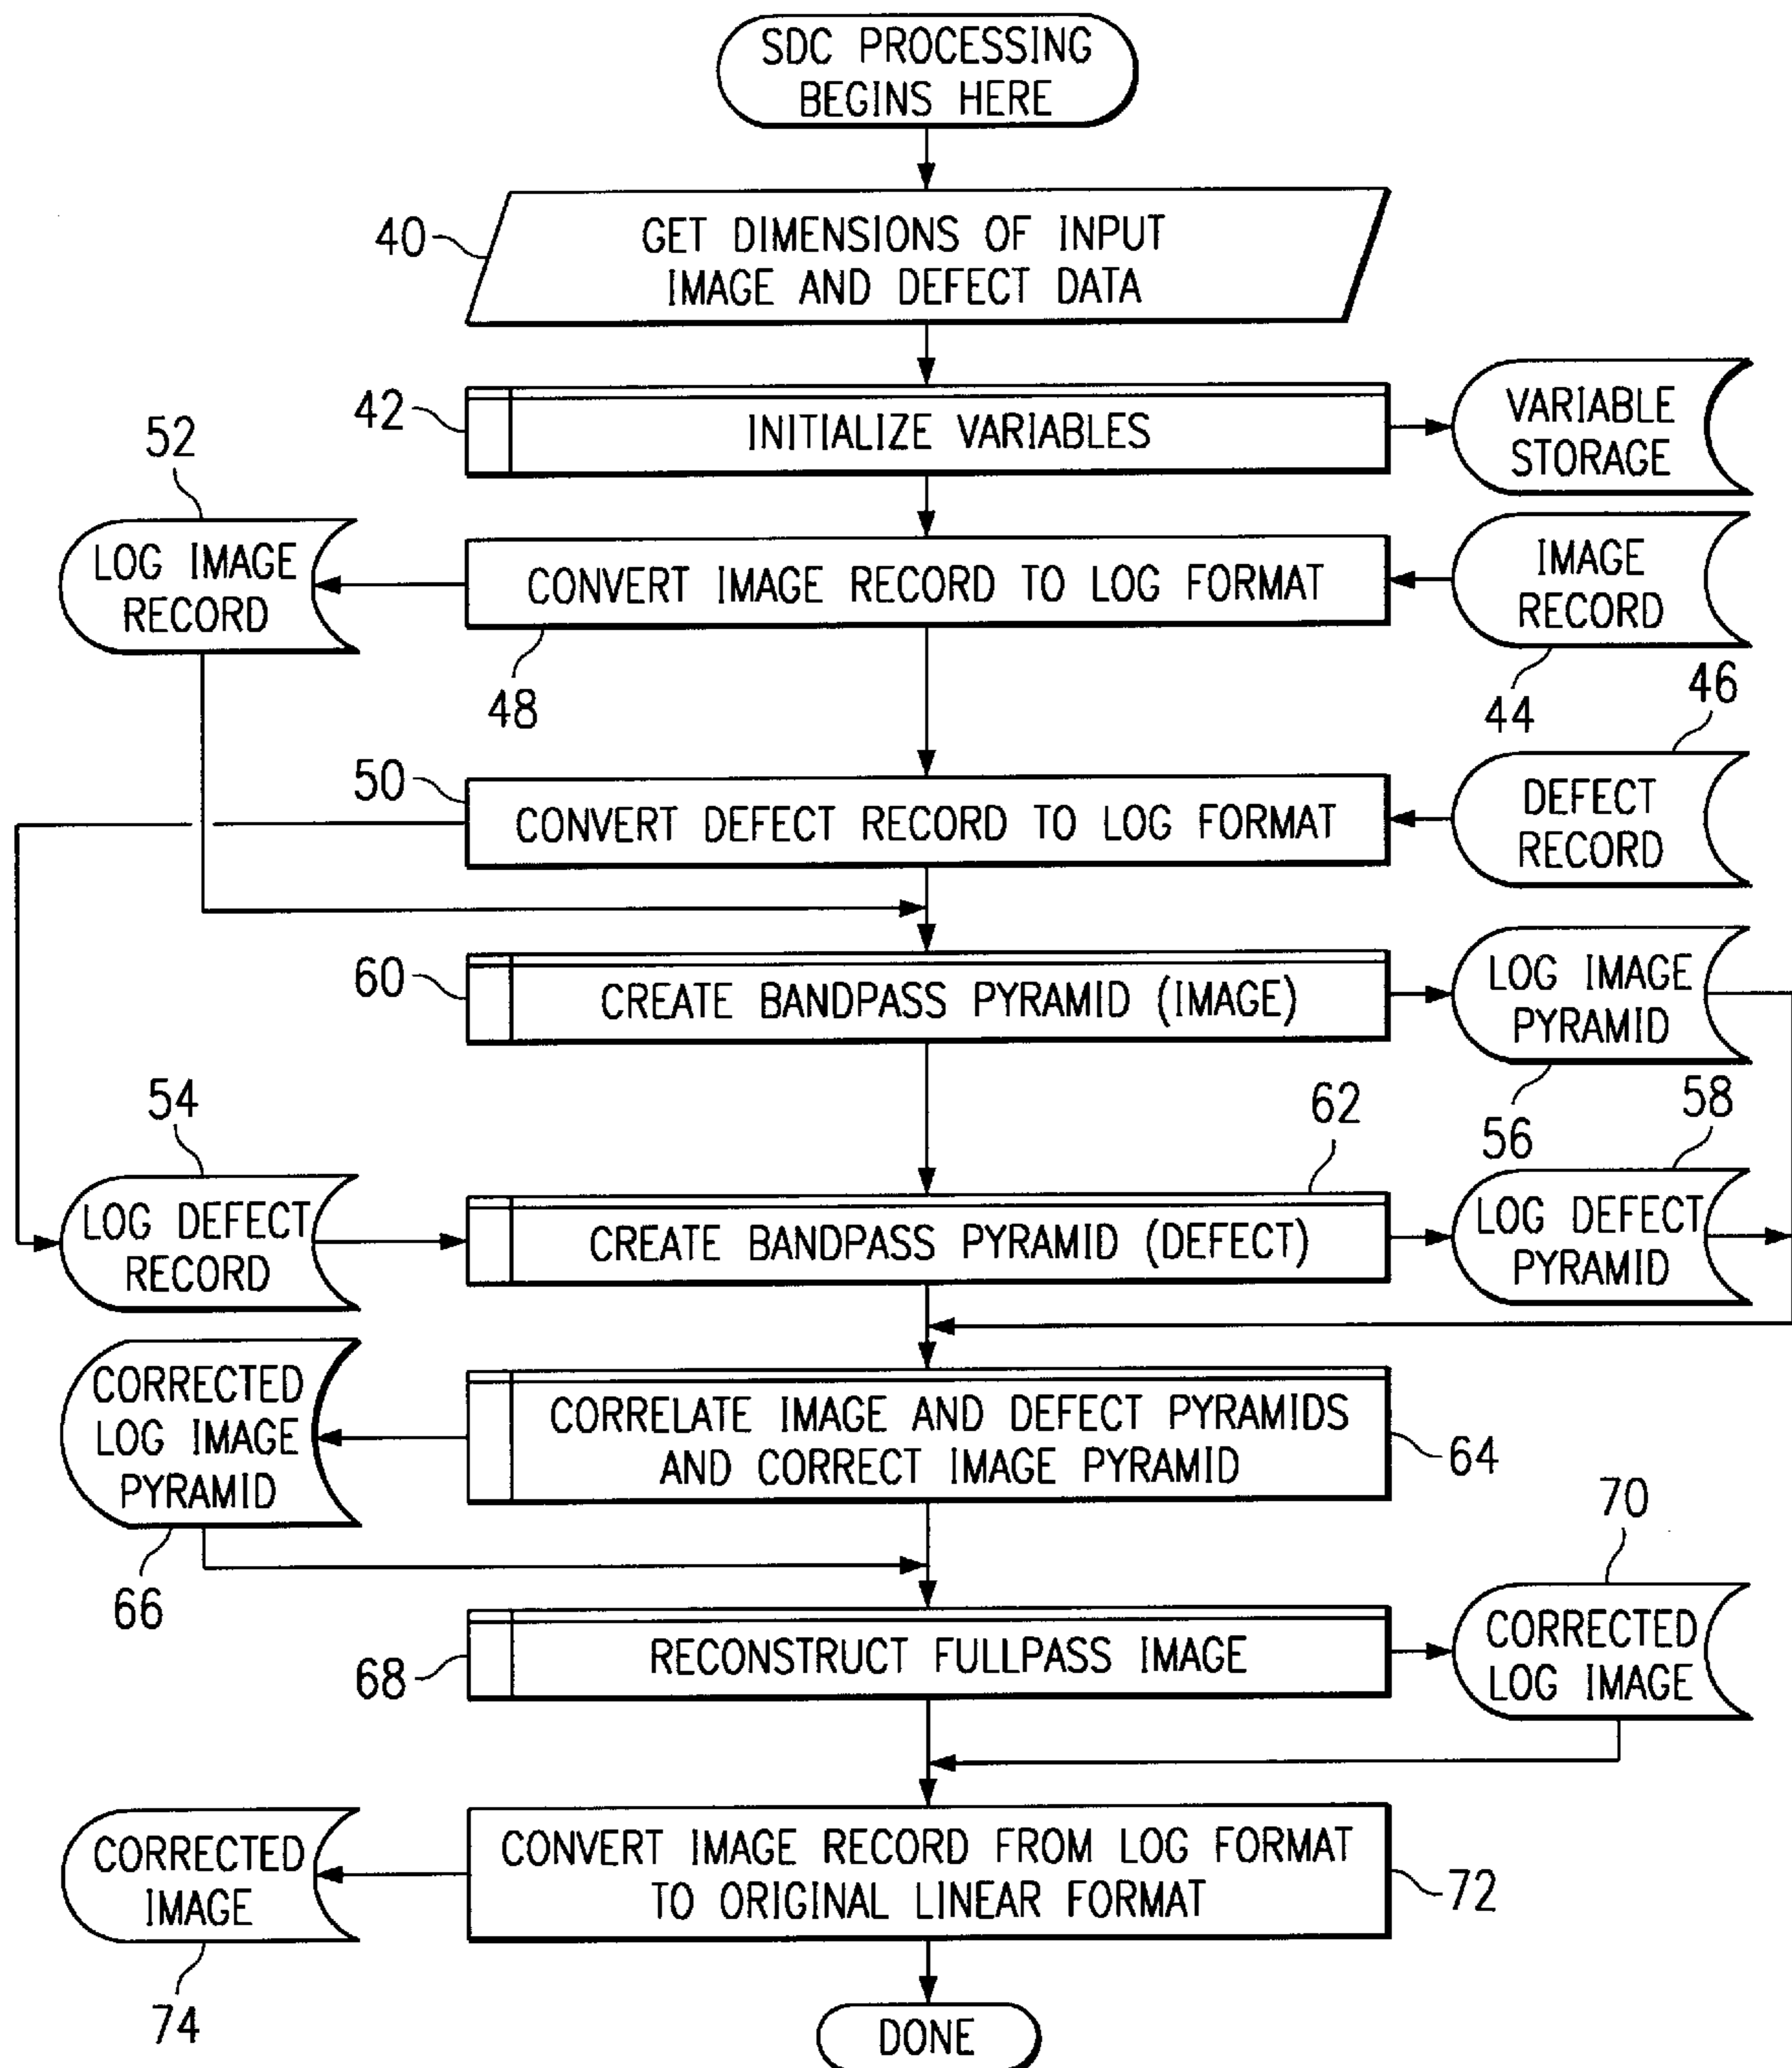 SDC PROCESSING
BEGINS HERE
40
GET DIMENSIONS OF INPUT
IMAGE AND DEFECT DATA
42
INITIALIZE VARIABLES
VARIABLE
STORAGE
52
LOG IMAGE
RECORD
CONVERT IMAGE RECORD TO LOG FORMAT
48
IMAGE
RECORD
44
46
50
CONVERT DEFECT RECORD TO LOG FORMAT
DEFECT
RECORD
60
CREATE BANDPASS PYRAMID (IMAGE)
LOG IMAGE
PYRAMID
56
58
54
LOG DEFECT
RECORD
62
CREATE BANDPASS PYRAMID (DEFECT)
LOG DEFECT
PYRAMID
CORRECTED
LOG IMAGE
PYRAMID
66
CORRELATE IMAGE AND DEFECT PYRAMIDS
AND CORRECT IMAGE PYRAMID
64
70
68
RECONSTRUCT FULLPASS IMAGE
CORRECTED
LOG IMAGE
CORRECTED
IMAGE
74
CONVERT IMAGE RECORD FROM LOG FORMAT
TO ORIGINAL LINEAR FORMAT
72
DONE